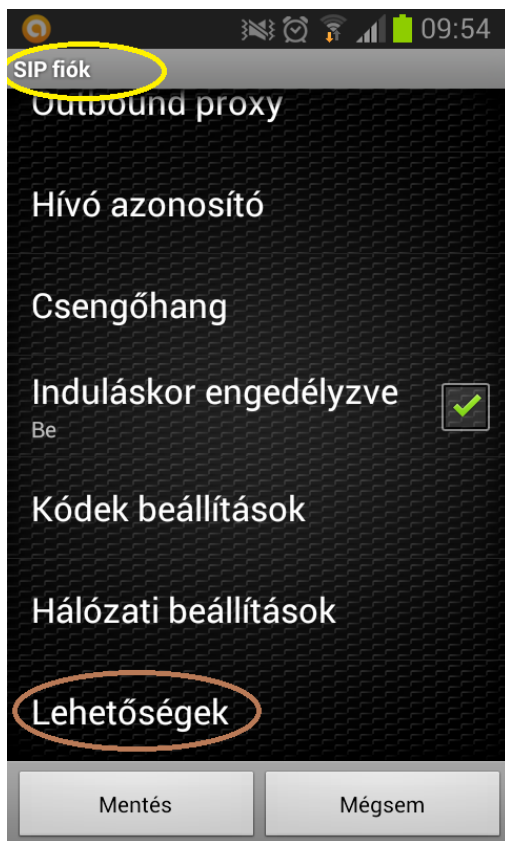 09:54
SIP fiók
Outbound proxy
Hívó azonosító
Csengőhang
Induláskor engedélyzve
Be
Kódek beállítások
Hálózati beállítások
Lehetőségek
Mentés
Mégsem